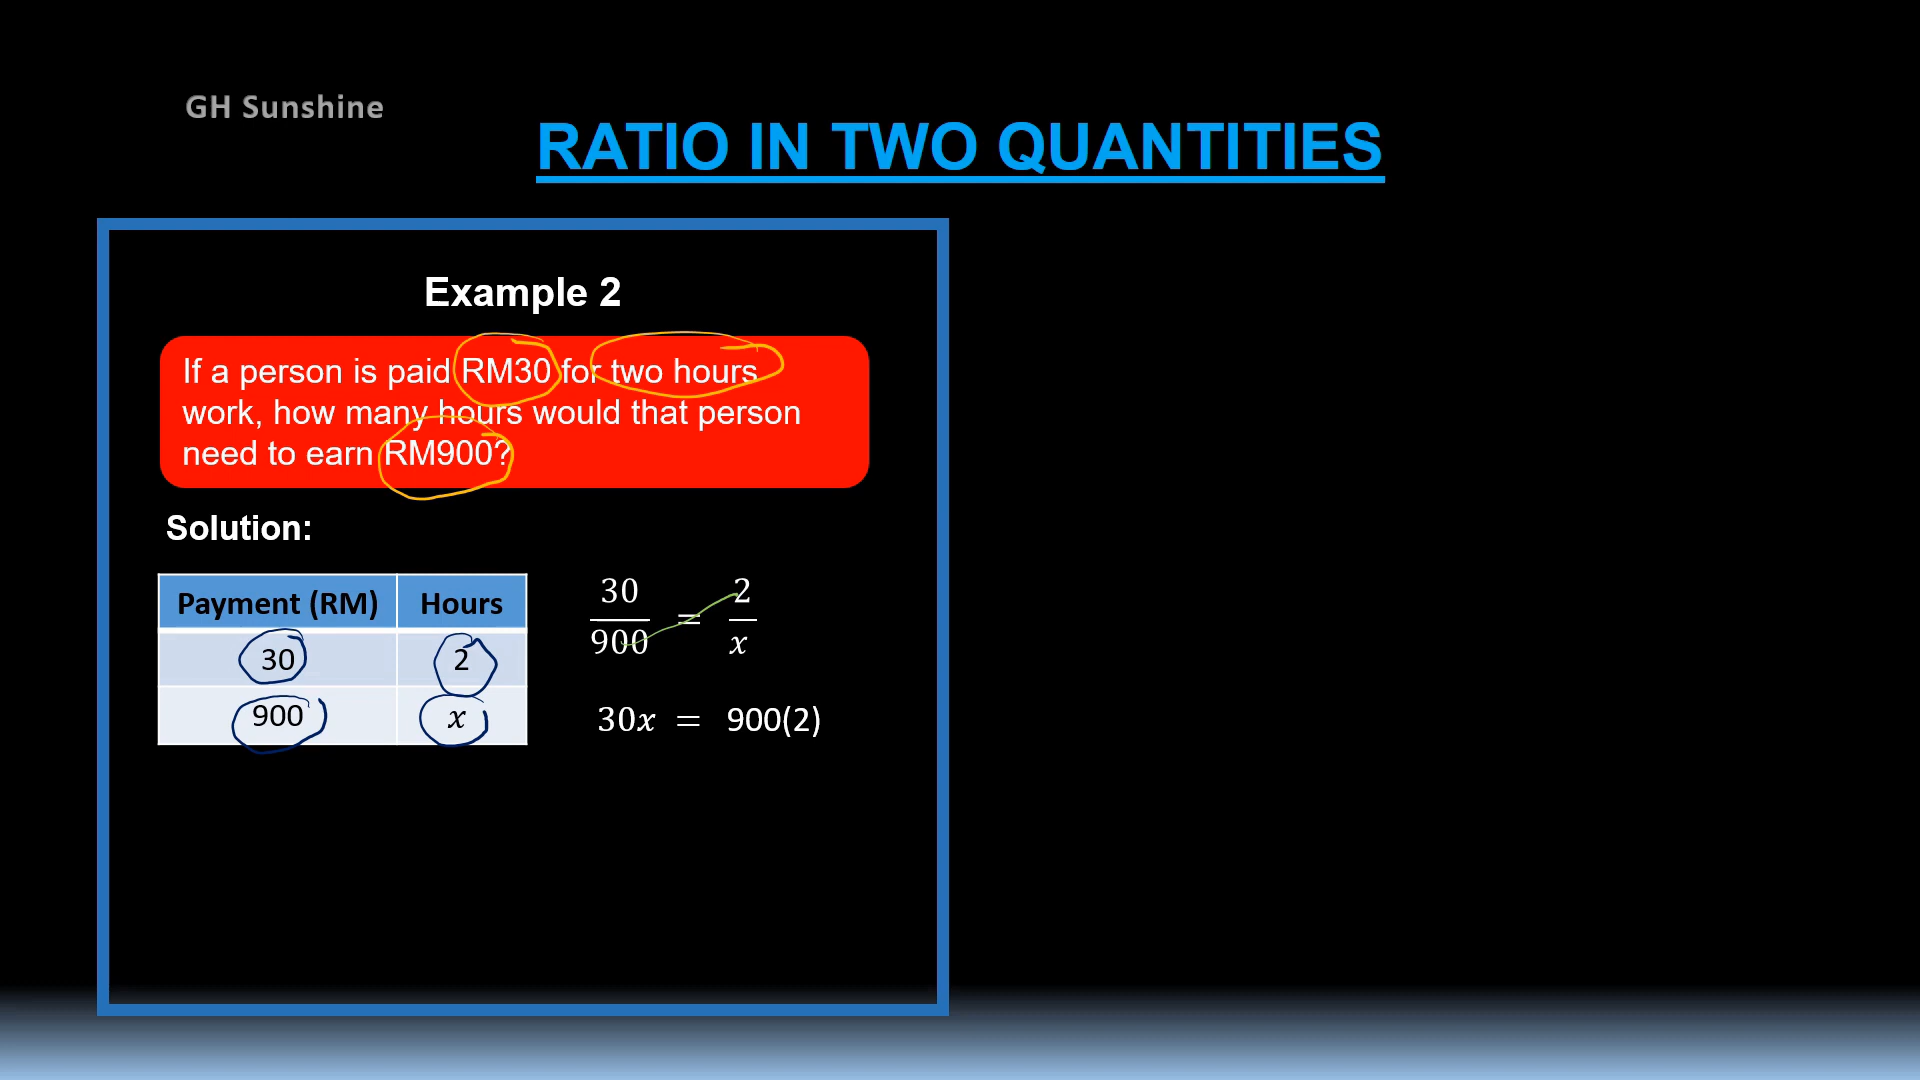 GH Sunshine
RATIO IN TWO QUANTITIES
Example 2
If a person is paid RM30 for two hours
work, how many hours would that person
need to earn RM900?
Solution:
Payment (RM) Hours
30 2
900 x
30/900 = 2/x
30x = 900(2)